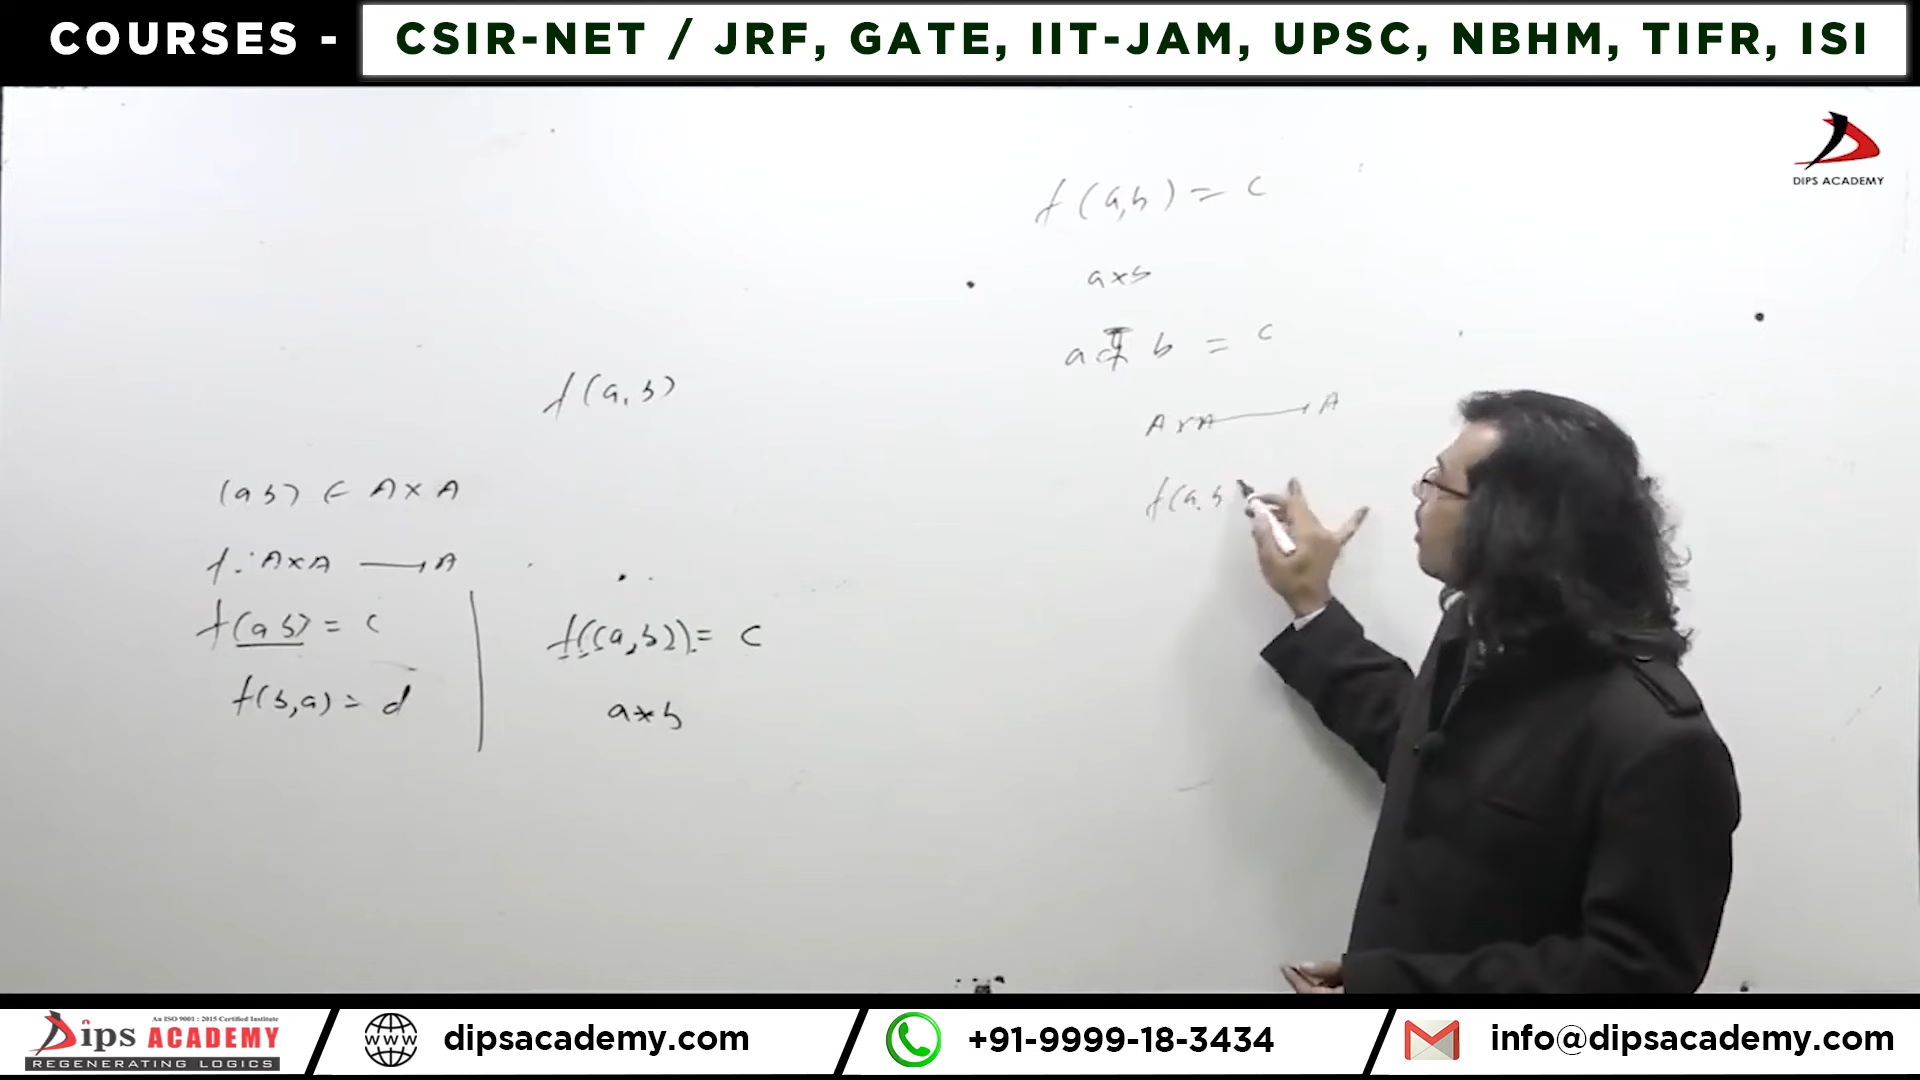 COURSES - CSIR-NET / JRF, GATE, IIT-JAM, UPSC, NBHM, TIFR, ISI
DIPS ACADEMY
f(a,b) = c
a*b
a f b = c
A×A → A
f(a,b
f(a,b)
(a b) ∈ A×A
f: A×A → A
f(a b) = c
f(b,a) = d
f((a,b)) = c
a*b
An ISO 9001 : 2015 Certified Institute
Dips ACADEMY
REGENERATING LOGICS
www
dipsacademy.com
+91-9999-18-3434
info@dipsacademy.com